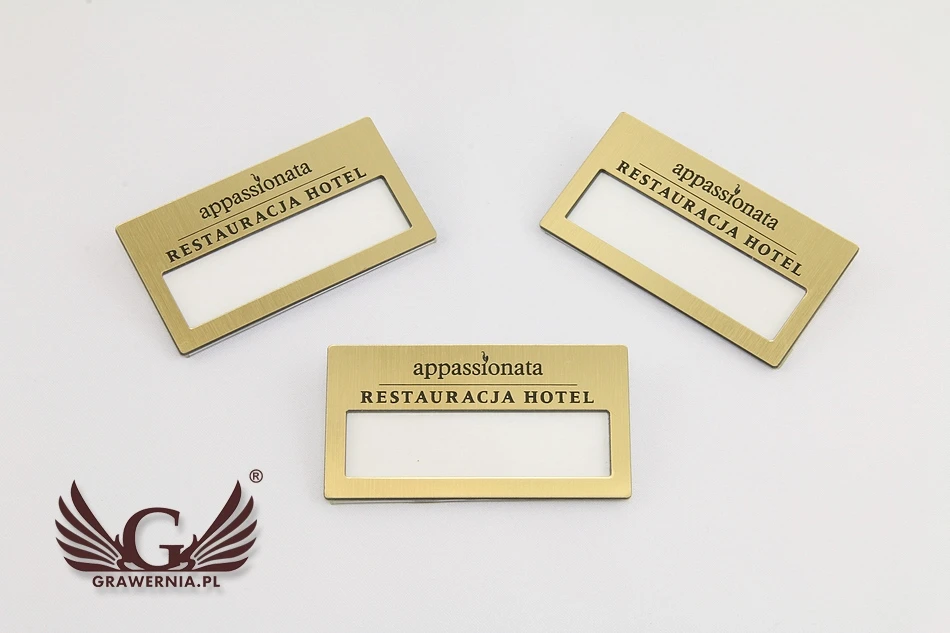 appassionata
RESTAURACJA HOTEL
appassionata
RESTAURACJA HOTEL
appassionata
RESTAURACJA HOTEL
G
®
GRAWERNIA.PL